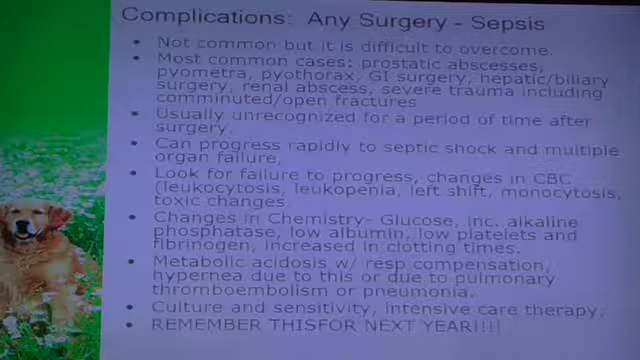 Complications: Any Surgery - Sepsis
• Not common but it is difficult to overcome.
• Most common cases: prostatic abscesses,
pyometra, pyothorax, GI surgery, hepatic/biliary
surgery, renal abscess, severe trauma including
comminuted/open fractures
• Usually unrecognized for a period of time after
surgery.
• Can progress rapidly to septic shock and multiple
organ failure,
• Look for failure to progress, changes in CBC
(leukocytosis, leukopenia, left shift, monocytosis,
toxic changes
• Changes in Chemistry- Glucose, inc. alkaline
phosphatase, low albumin, low platelets and
fibrinogen, increased in clotting times.
• Metabolic acidosis w/ resp compensation,
hypernea due to this or due to pulmonary
thromboembolism or pneumonia.
• Culture and sensitivity, intensive care therapy.
• REMEMBER THISFOR NEXT YEAR!!!!